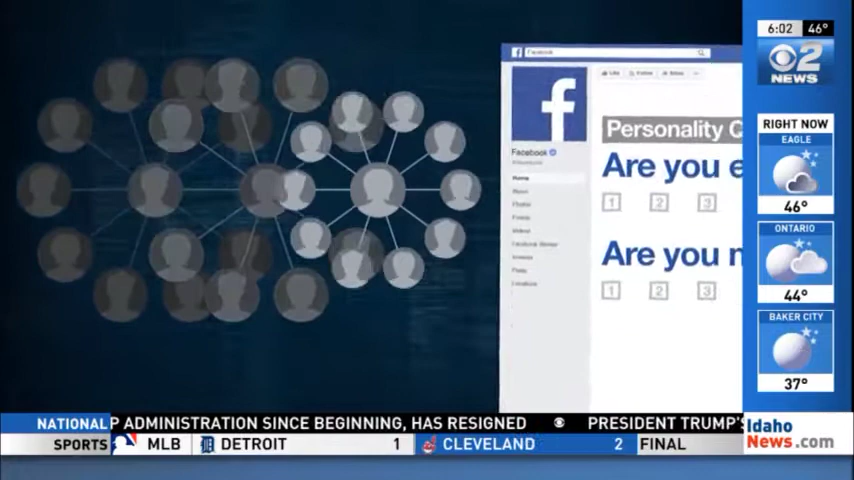 6:02 46°
2
NEWS
Facebook
Personality Q
Facebook
Home
Are you e
1 2 3
Are you n
1 2 3
RIGHT NOW
EAGLE
46°
ONTARIO
44°
BAKER CITY
37°
NATIONAL P ADMINISTRATION SINCE BEGINNING, HAS RESIGNED PRESIDENT TRUMP'S
SPORTS MLB DETROIT 1 CLEVELAND 2 FINAL
Idaho
News.com